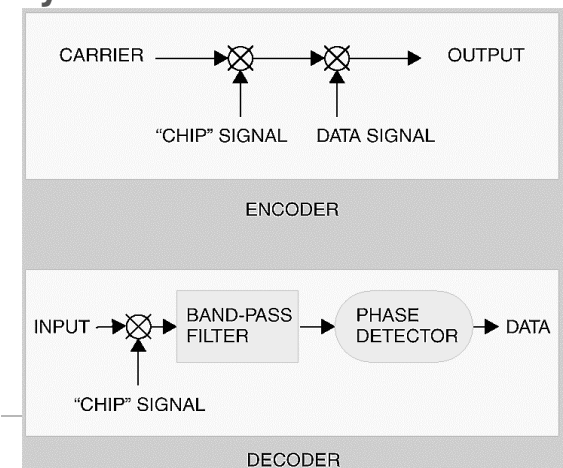 CARRIER OUTPUT
"CHIP" SIGNAL DATA SIGNAL
ENCODER
INPUT BAND-PASS FILTER PHASE DETECTOR DATA
"CHIP" SIGNAL
DECODER